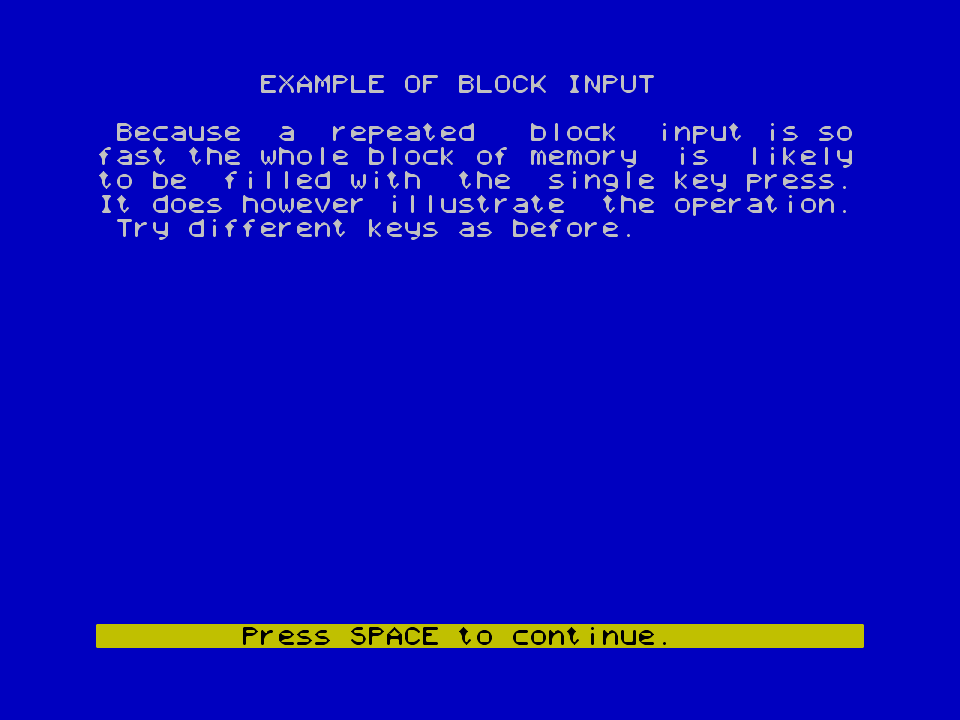 EXAMPLE OF BLOCK INPUT
Because a repeated block input is so
fast the whole block of memory is likely
to be filled with the single key press.
It does however illustrate the operation.
Try different keys as before.
Press SPACE to continue.